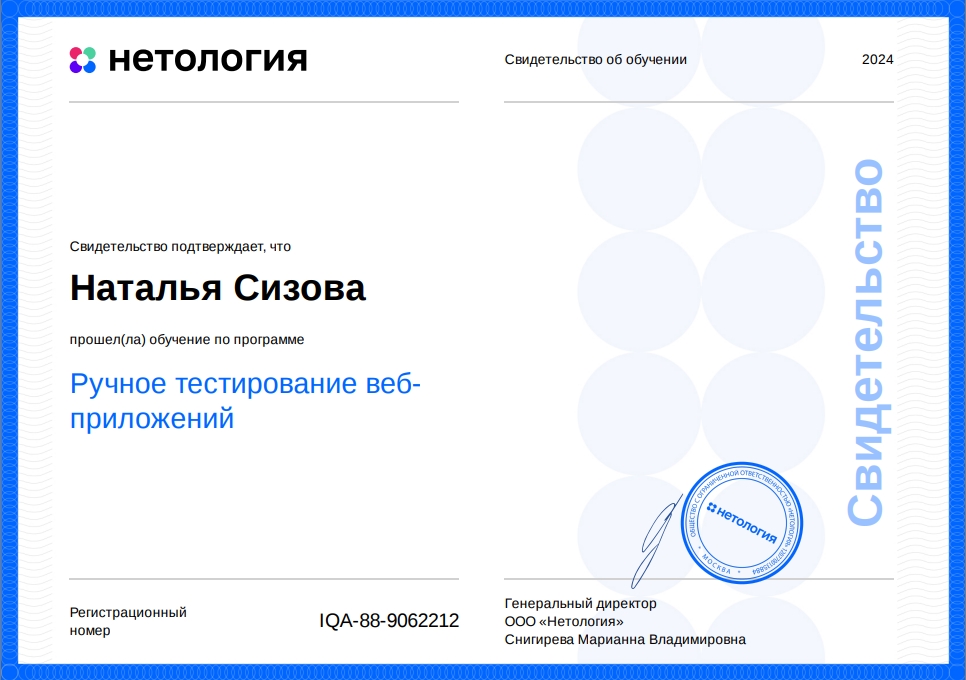 нетология
Свидетельство об обучении
2024
Свидетельство подтверждает, что
Наталья Сизова
прошел(ла) обучение по программе
Ручное тестирование веб-
приложений
Свидетельство
ОБЩЕСТВО С ОГРАНИЧЕННОЙ ОТВЕТСТВЕННОСТЬЮ «НЕТОЛОГИЯ»
* МОСКВА *
нетология
Регистрационный
номер
IQA-88-9062212
Генеральный директор
ООО «Нетология»
Снигирева Марианна Владимировна